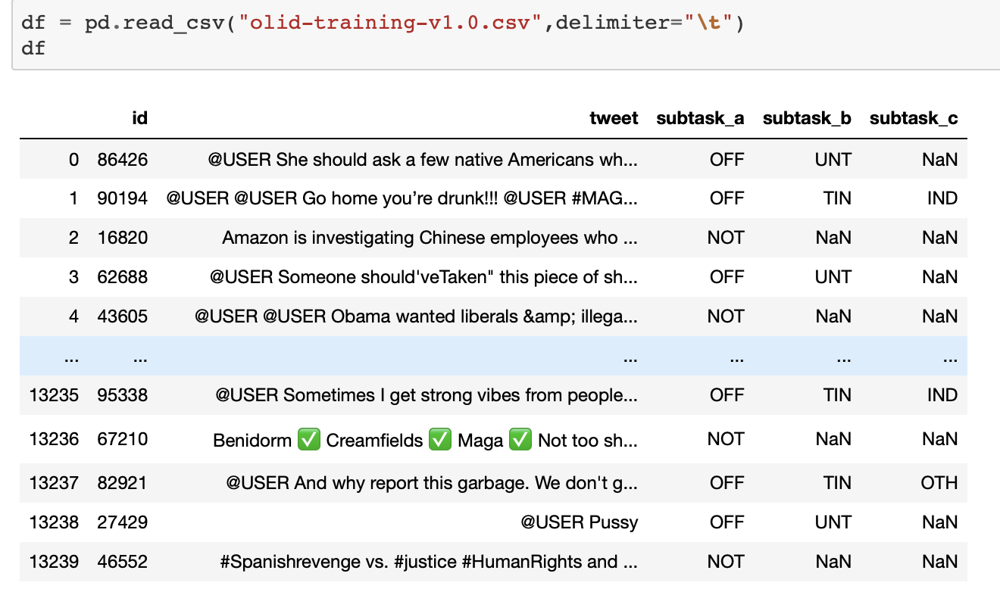 df = pd.read_csv("olid-training-v1.0.csv",delimiter="\t")
df
id tweet subtask_a subtask_b subtask_c
0 86426 @USER She should ask a few native Americans wh... OFF UNT NaN
1 90194 @USER @USER Go home you’re drunk!!! @USER #MAG... OFF TIN IND
2 16820 Amazon is investigating Chinese employees who ... NOT NaN NaN
3 62688 @USER Someone should'veTaken" this piece of sh... OFF UNT NaN
4 43605 @USER @USER Obama wanted liberals &amp; illega... NOT NaN NaN
... ... ... ... ... ...
13235 95338 @USER Sometimes I get strong vibes from people... OFF TIN IND
13236 67210 Benidorm ✅ Creamfields ✅ Maga ✅ Not too sh... NOT NaN NaN
13237 82921 @USER And why report this garbage. We don't g... OFF TIN OTH
13238 27429 @USER Pussy OFF UNT NaN
13239 46552 #Spanishrevenge vs. #justice #HumanRights and ... NOT NaN NaN